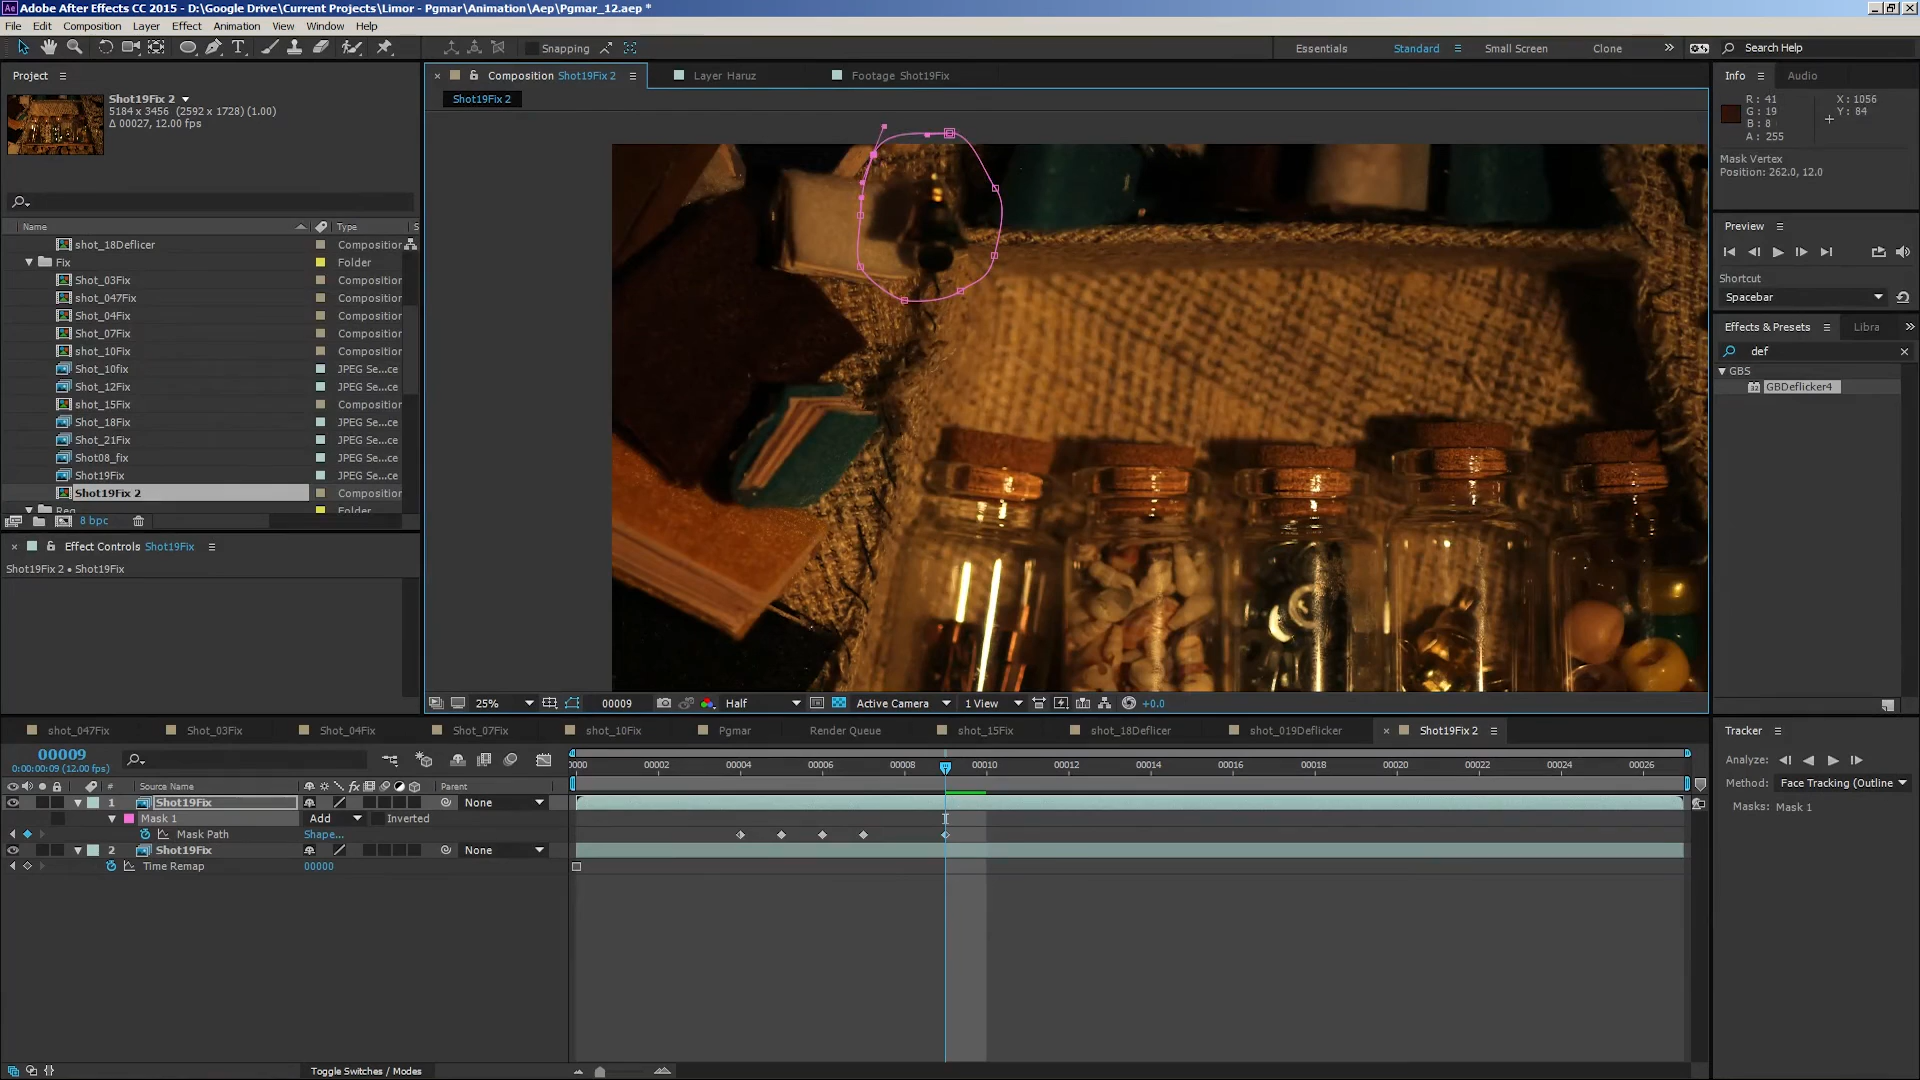 Adobe After Effects CC 2015 - D:\Google Drive\Current Projects\Limor - Pgmar\Animation\Aep\Pgmar_12.aep *
File Edit Composition Layer Effect Animation View Window Help
Snapping
Essentials Standard Small Screen Clone Search Help
Project
Composition Shot19Fix 2 Layer Haruz Footage Shot19Fix
Info Audio
Shot19Fix 2
Shot19Fix 2
5184 x 3456 (2592 x 1728) (1.00)
Δ 00027, 12.00 fps
R : 41
G : 19
B : 8
A : 255
X : 1056
Y : 84
Mask Vertex
Position: 262.0, 12.0
Preview
Shortcut
Spacebar
Effects & Presets Libra
def
GBS
GBDeflicker4
Name Type S
shot_18Deflicer Composition
Fix Folder
Shot_03Fix Composition
shot_047Fix Composition
Shot_04Fix Composition
Shot_07Fix Composition
shot_10Fix Composition
Shot_10fix JPEG Se...ce
Shot_12Fix JPEG Se...ce
shot_15Fix Composition
Shot_18Fix JPEG Se...ce
Shot_21Fix JPEG Se...ce
Shot08_fix JPEG Se...ce
Shot19Fix JPEG Se...ce
Shot19Fix 2 Composition
Reg Folder
8 bpc
Effect Controls Shot19Fix
Shot19Fix 2 • Shot19Fix
25% 00009 Half Active Camera 1 View +0.0
shot_047Fix Shot_03Fix Shot_04Fix Shot_07Fix shot_10Fix Pgmar Render Queue shot_15Fix shot_18Deflicer shot_019Deflicker Shot19Fix 2
00009
0:00:00:09 (12.00 fps)
0000 00002 00004 00006 00008 00010 00012 00014 00016 00018 00020 00022 00024 00026
# Source Name fx Parent
1 Shot19Fix None
Mask 1 Add Inverted
Mask Path Shape...
2 Shot19Fix None
Time Remap 00000
Toggle Switches / Modes
Tracker
Analyze:
Method: Face Tracking (Outline
Masks: Mask 1